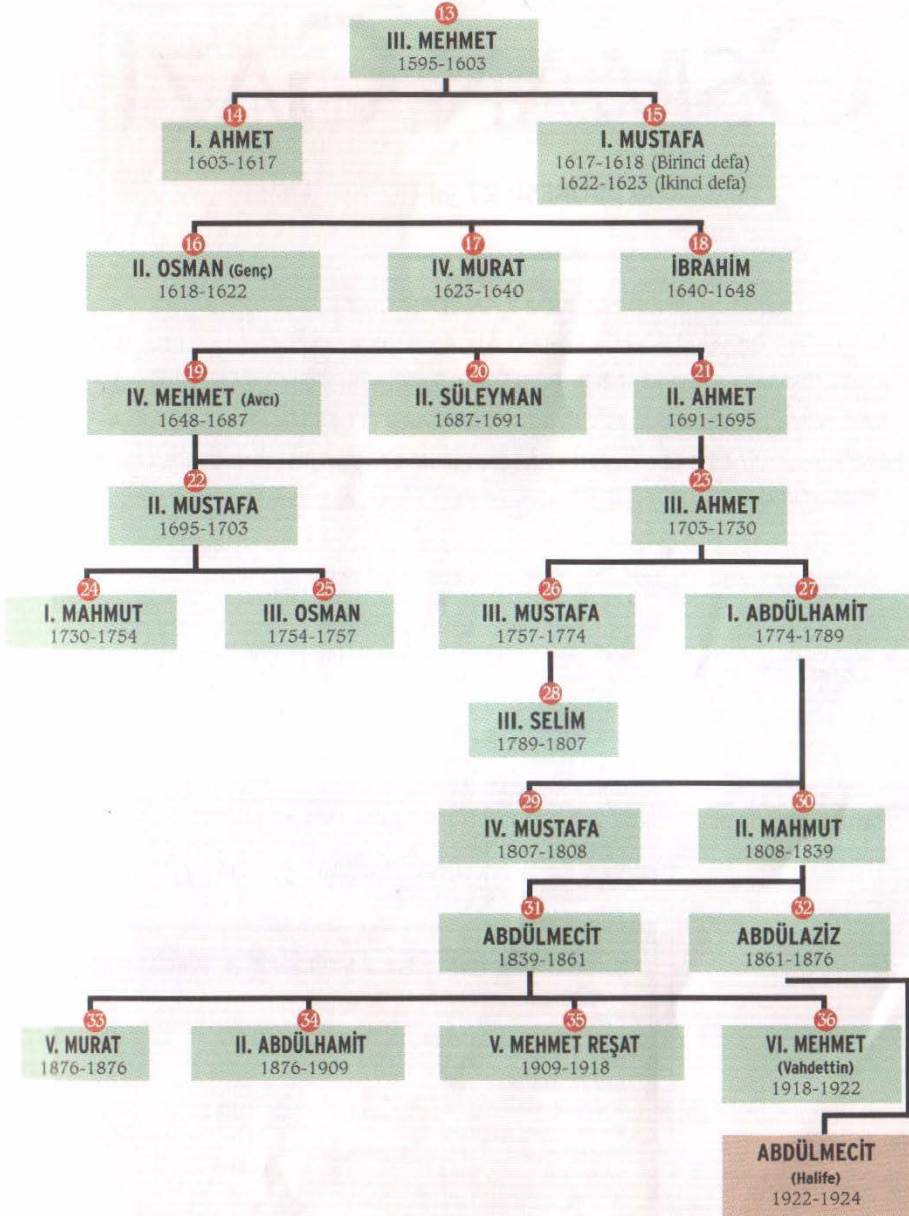 13
III. MEHMET
1595-1603
14
I. AHMET
1603-1617
15
I. MUSTAFA
1617-1618 (Birinci defa)
1622-1623 (İkinci defa)
16
II. OSMAN (Genç)
1618-1622
17
IV. MURAT
1623-1640
18
İBRAHİM
1640-1648
19
IV. MEHMET (Avcı)
1648-1687
20
II. SÜLEYMAN
1687-1691
21
II. AHMET
1691-1695
22
II. MUSTAFA
1695-1703
23
III. AHMET
1703-1730
24
I. MAHMUT
1730-1754
25
III. OSMAN
1754-1757
26
III. MUSTAFA
1757-1774
27
I. ABDÜLHAMİT
1774-1789
28
III. SELİM
1789-1807
29
IV. MUSTAFA
1807-1808
30
II. MAHMUT
1808-1839
31
ABDÜLMECİT
1839-1861
32
ABDÜLAZİZ
1861-1876
33
V. MURAT
1876-1876
34
II. ABDÜLHAMİT
1876-1909
35
V. MEHMET REŞAT
1909-1918
36
VI. MEHMET
(Vahdettin)
1918-1922
ABDÜLMECİT
(Halife)
1922-1924